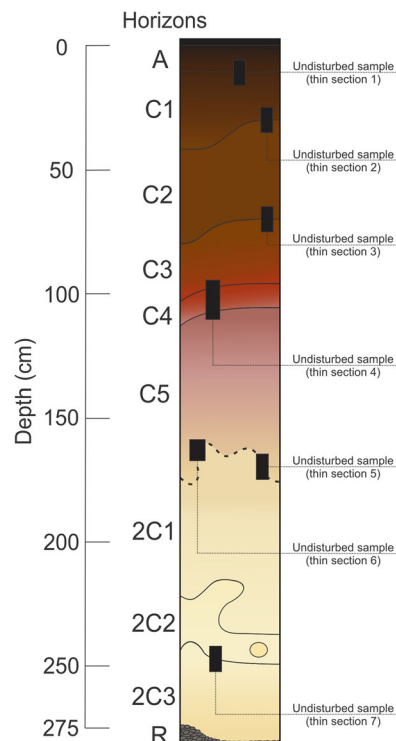 Horizons
0
A
Undisturbed sample
(thin section 1)
C1
Undisturbed sample
(thin section 2)
50
C2
Undisturbed sample
(thin section 3)
C3
100
C4
Undisturbed sample
(thin section 4)
Depth (cm)
C5
150
Undisturbed sample
(thin section 5)
2C1
200
Undisturbed sample
(thin section 6)
2C2
250
2C3
Undisturbed sample
(thin section 7)
275
R